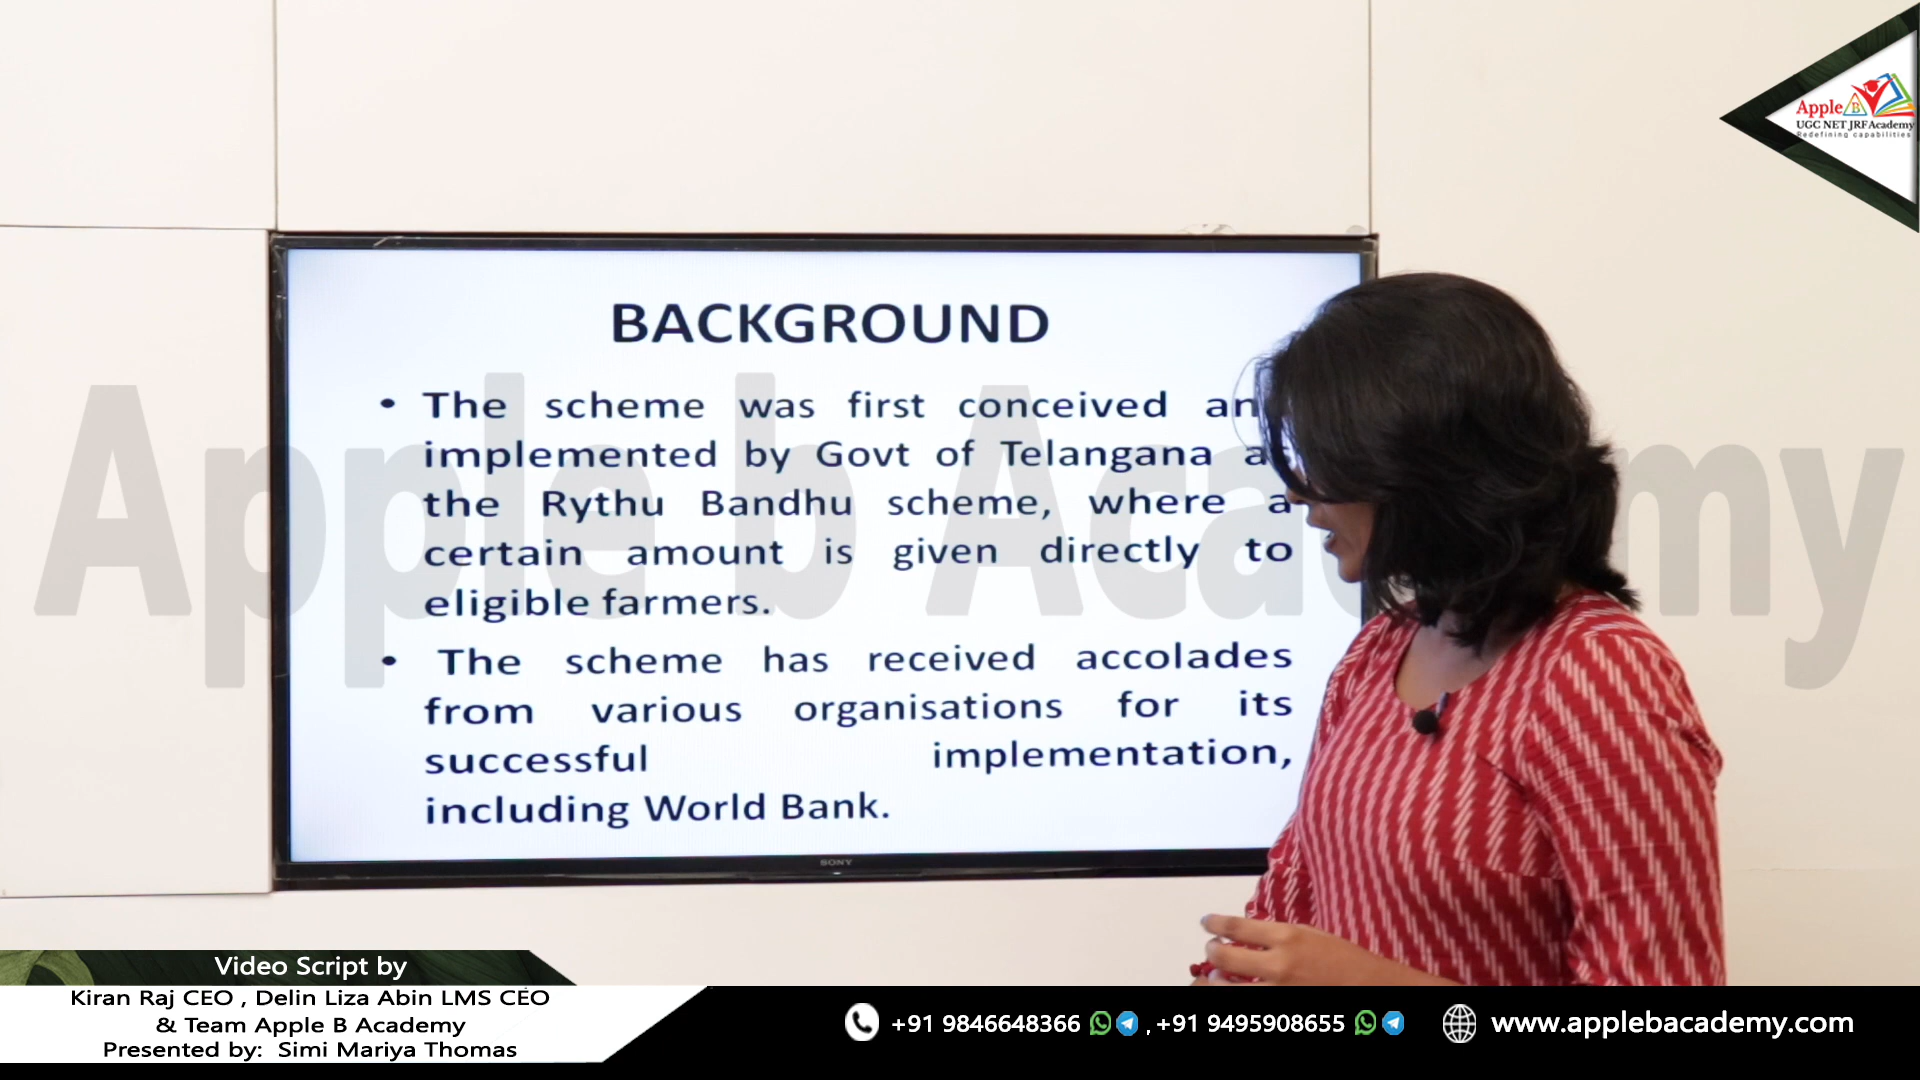 Apple B
UGC NET JRF Academy
Redefining capabilities
BACKGROUND
• The scheme was first conceived an
implemented by Govt of Telangana as
the Rythu Bandhu scheme, where a
certain amount is given directly to
eligible farmers.
• The scheme has received accolades
from various organisations for its
successful implementation,
including World Bank.
Apple b Academy
SONY
Video Script by
Kiran Raj CEO , Delin Liza Abin LMS CEO
& Team Apple B Academy
Presented by: Simi Mariya Thomas
+91 9846648366 , +91 9495908655 www.applebacademy.com